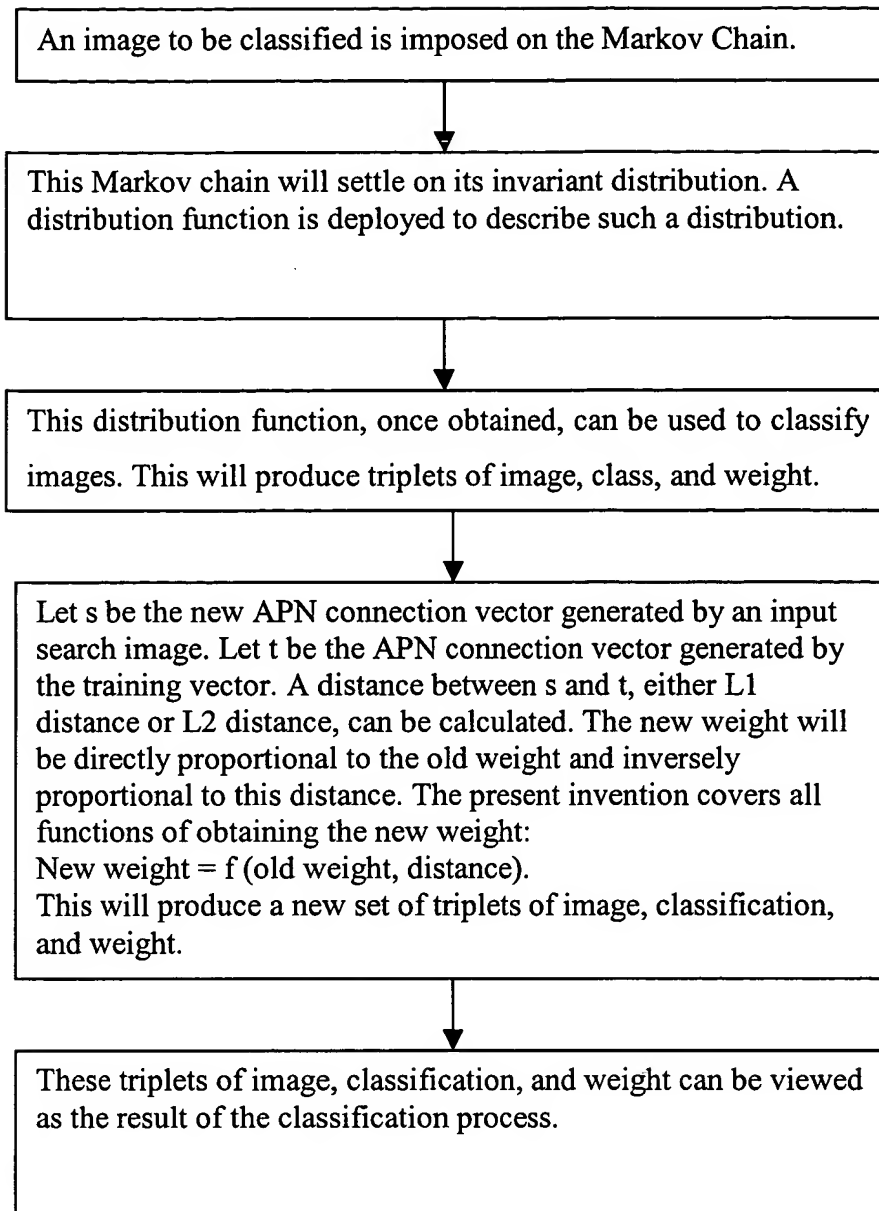 An image to be classified is imposed on the Markov Chain.
This Markov chain will settle on its invariant distribution. A
distribution function is deployed to describe such a distribution.
This distribution function, once obtained, can be used to classify
images. This will produce triplets of image, class, and weight.
Let s be the new APN connection vector generated by an input
search image. Let t be the APN connection vector generated by
the training vector. A distance between s and t, either L1
distance or L2 distance, can be calculated. The new weight will
be directly proportional to the old weight and inversely
proportional to this distance. The present invention covers all
functions of obtaining the new weight:
New weight = f (old weight, distance).
This will produce a new set of triplets of image, classification,
and weight.
These triplets of image, classification, and weight can be viewed
as the result of the classification process.